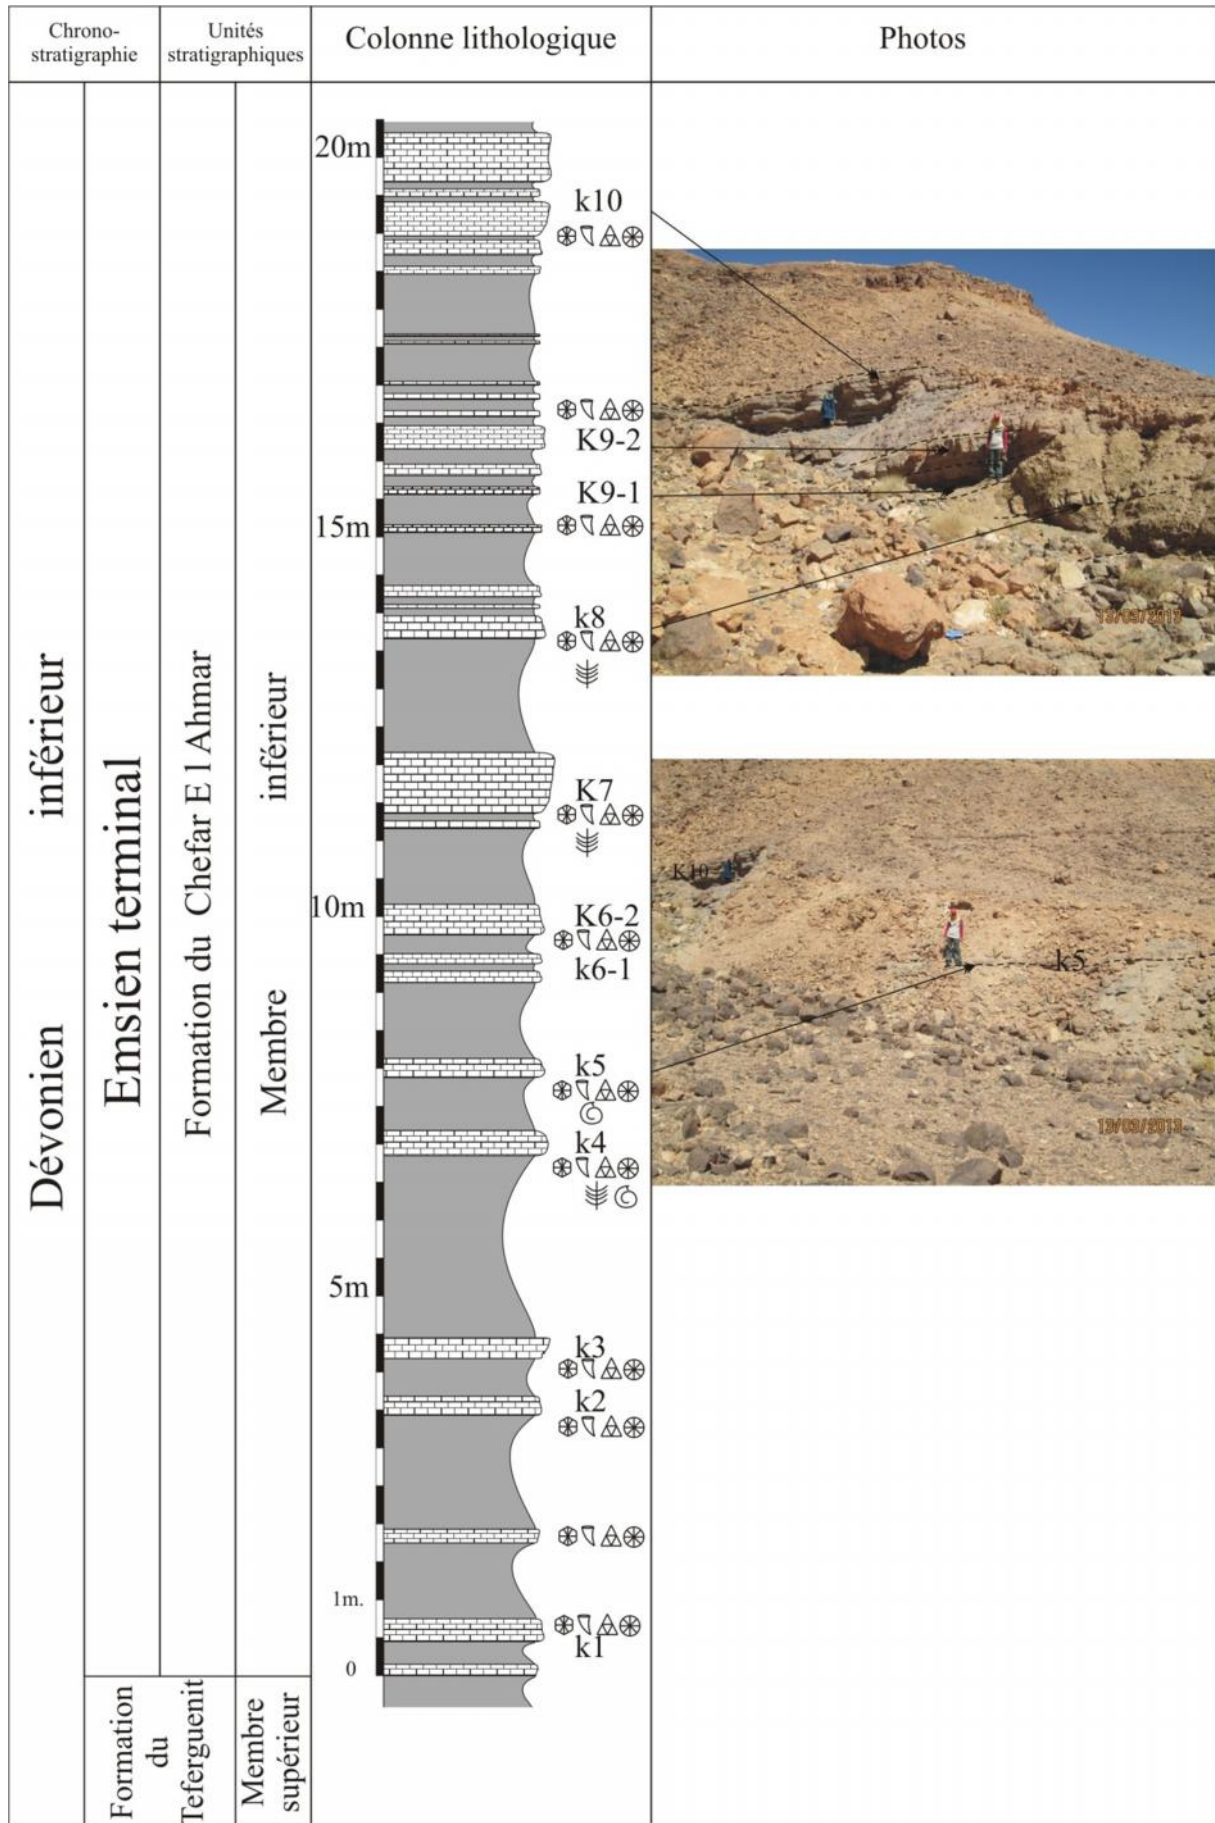 Chrono-
stratigraphie
Unités
stratigraphiques
Colonne lithologique
Photos
20m
k10
K9-2
K9-1
15m
k8
K7
10m
K6-2
k6-1
k5
k4
5m
k3
k2
1m.
k1
0
Dévonien inférieur
Emsien terminal
Formation du Chefar E l Ahmar
Membre inférieur
Formation
du
Teferguenit
Membre
supérieur
13/03/2013
K10
k5
13/03/2013